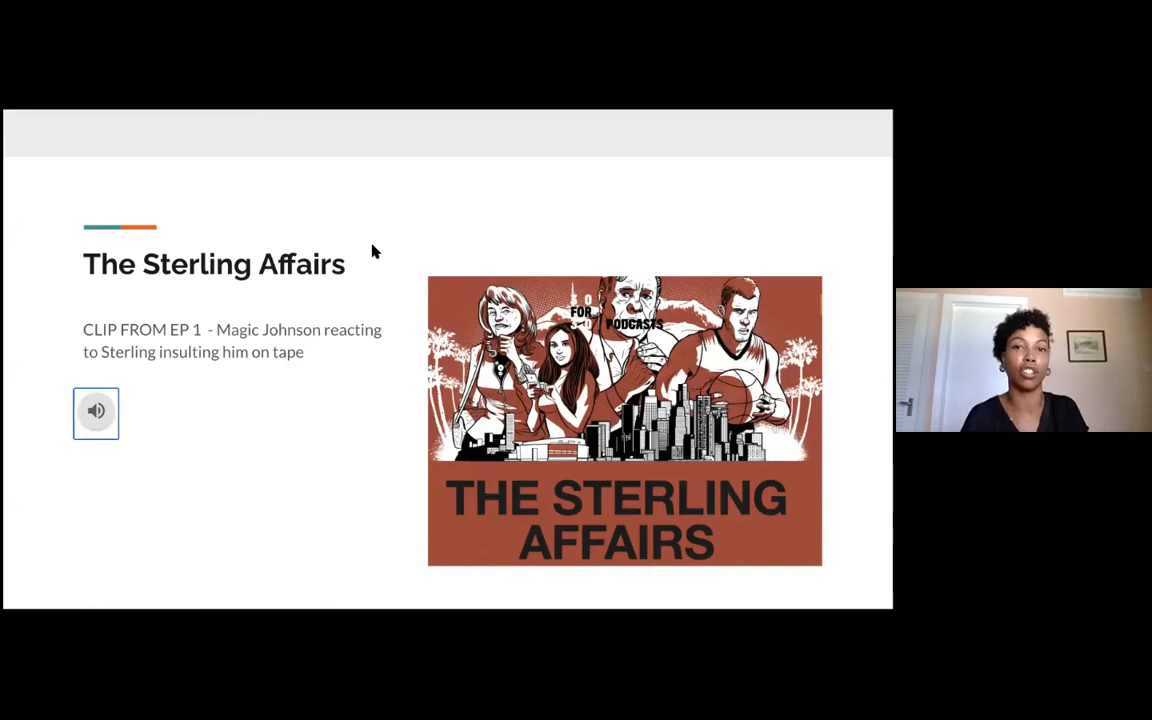 The Sterling Affairs
CLIP FROM EP 1 - Magic Johnson reacting
to Sterling insulting him on tape
30
FOR
PODCASTS
THE STERLING
AFFAIRS